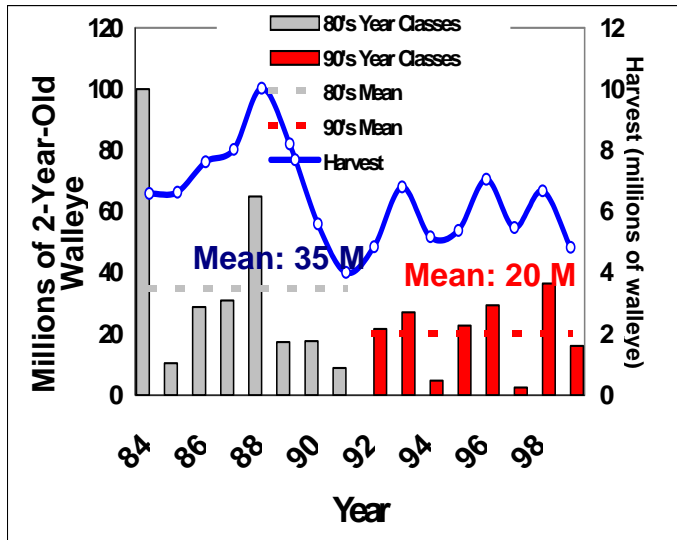 120
100
80
60
40
20
0
Millions of 2-Year-Old
Walleye
80's Year Classes
90's Year Classes
80's Mean
90's Mean
Harvest
Mean: 35 M
Mean: 20 M
12
10
8
6
4
2
0
Harvest (millions of walleye)
84
86
88
90
92
94
96
98
Year